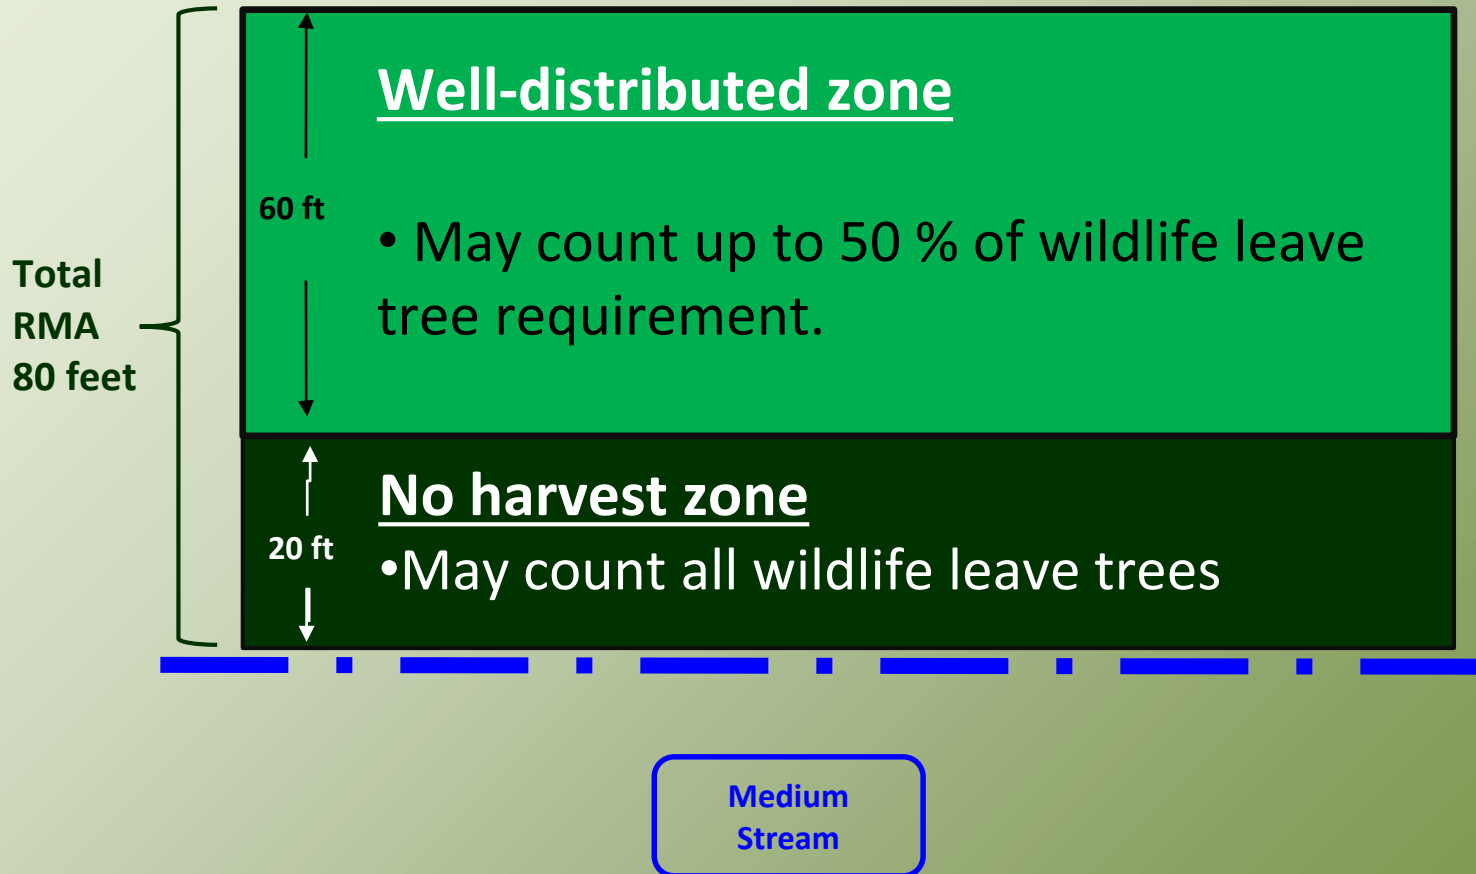 Well-distributed zone
60 ft
• May count up to 50 % of wildlife leave
tree requirement.
Total
RMA
80 feet
No harvest zone
20 ft
•May count all wildlife leave trees
Medium
Stream